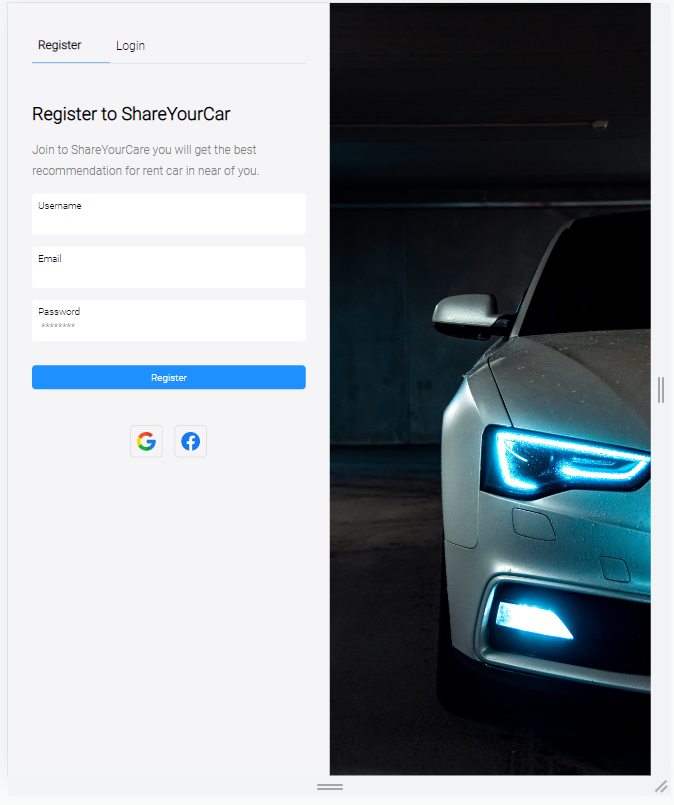 Register Login
Register to ShareYourCar
Join to ShareYourCare you will get the best
recommendation for rent car in near of you.
Username
Email
Password
********
Register